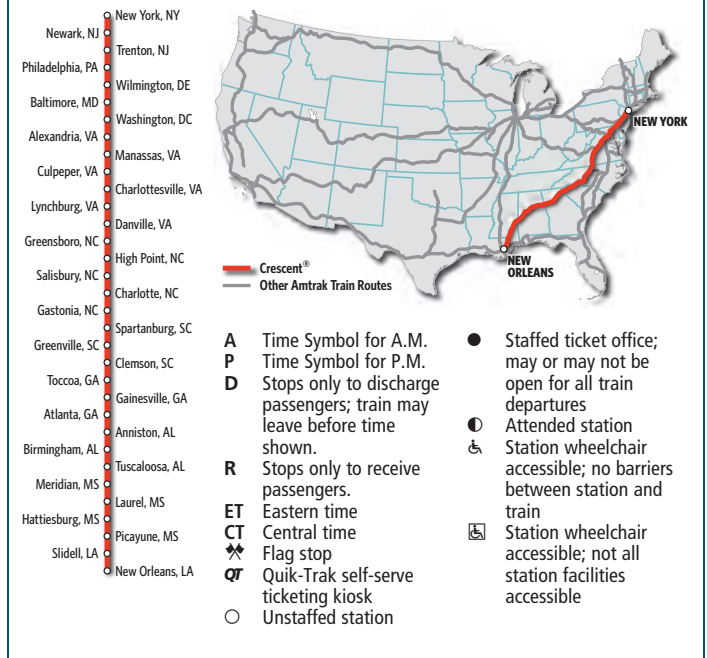 New York, NY
Newark, NJ
Trenton, NJ
Philadelphia, PA
Wilmington, DE
Baltimore, MD
Washington, DC
Alexandria, VA
Manassas, VA
Culpeper, VA
Charlottesville, VA
Lynchburg, VA
Danville, VA
Greensboro, NC
High Point, NC
Salisbury, NC
Charlotte, NC
Gastonia, NC
Spartanburg, SC
Greenville, SC
Clemson, SC
Toccoa, GA
Gainesville, GA
Atlanta, GA
Anniston, AL
Birmingham, AL
Tuscaloosa, AL
Meridian, MS
Laurel, MS
Hattiesburg, MS
Picayune, MS
Slidell, LA
New Orleans, LA
NEW YORK
NEW
ORLEANS
Crescent®
Other Amtrak Train Routes
A Time Symbol for A.M.
P Time Symbol for P.M.
D Stops only to discharge
passengers; train may
leave before time
shown.
R Stops only to receive
passengers.
ET Eastern time
CT Central time
Flag stop
QT Quik-Trak self-serve
ticketing kiosk
○ Unstaffed station
● Staffed ticket office;
may or may not be
open for all train
departures
◐ Attended station
♿ Station wheelchair
accessible; no barriers
between station and
train
♿ Station wheelchair
accessible; not all
station facilities
accessible